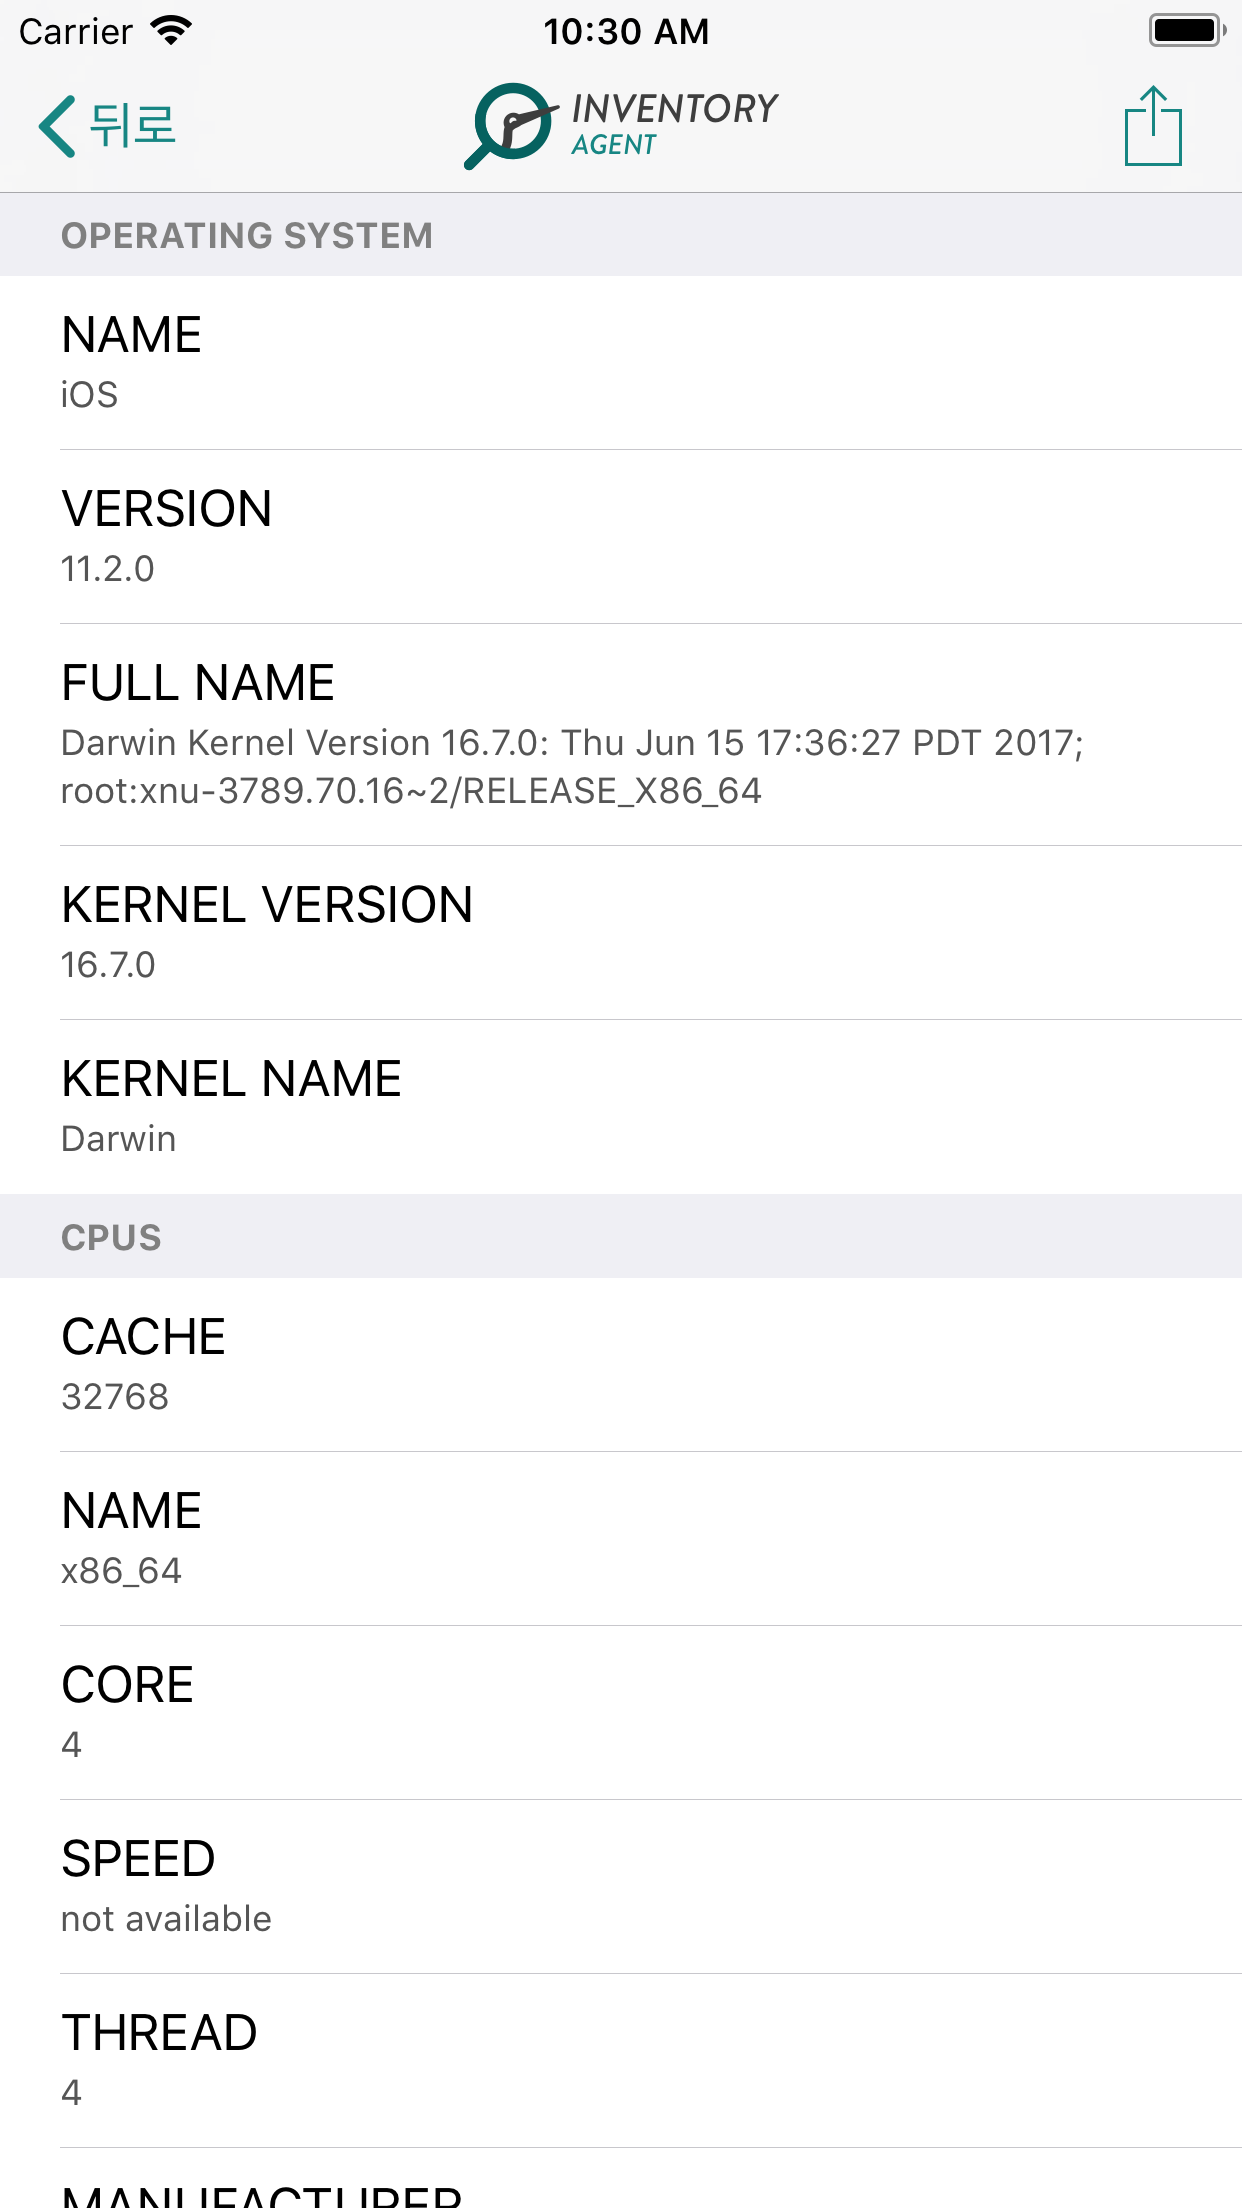 Carrier
10:30 AM
뒤로
INVENTORY
AGENT
OPERATING SYSTEM
NAME
iOS
VERSION
11.2.0
FULL NAME
Darwin Kernel Version 16.7.0: Thu Jun 15 17:36:27 PDT 2017;
root:xnu-3789.70.16~2/RELEASE_X86_64
KERNEL VERSION
16.7.0
KERNEL NAME
Darwin
CPUS
CACHE
32768
NAME
x86_64
CORE
4
SPEED
not available
THREAD
4
MANUFACTURER